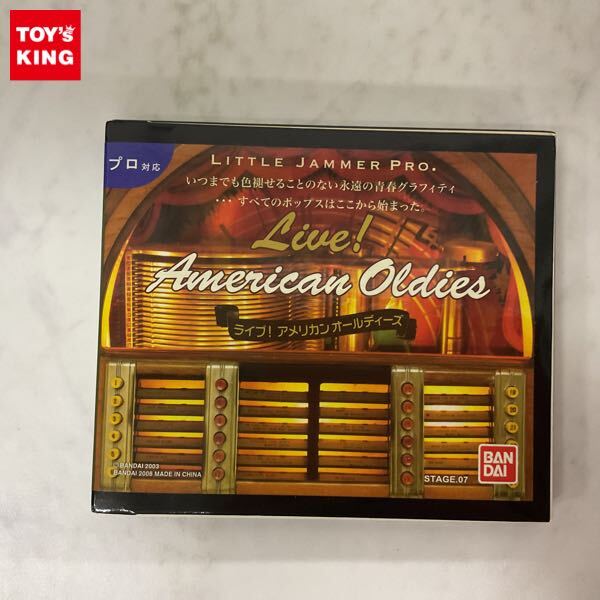 TOY'S
KING
プロ対応
LITTLE JAMMER PRO.
いつまでも色褪せることのない永遠の青春グラフィティ
・・・ すべてのポップスはここから始まった。
Live!
American Oldies
ライブ！アメリカンオールディーズ
©BANDAI 2003
BANDAI 2008 MADE IN CHINA
STAGE.07
BAN
DAI